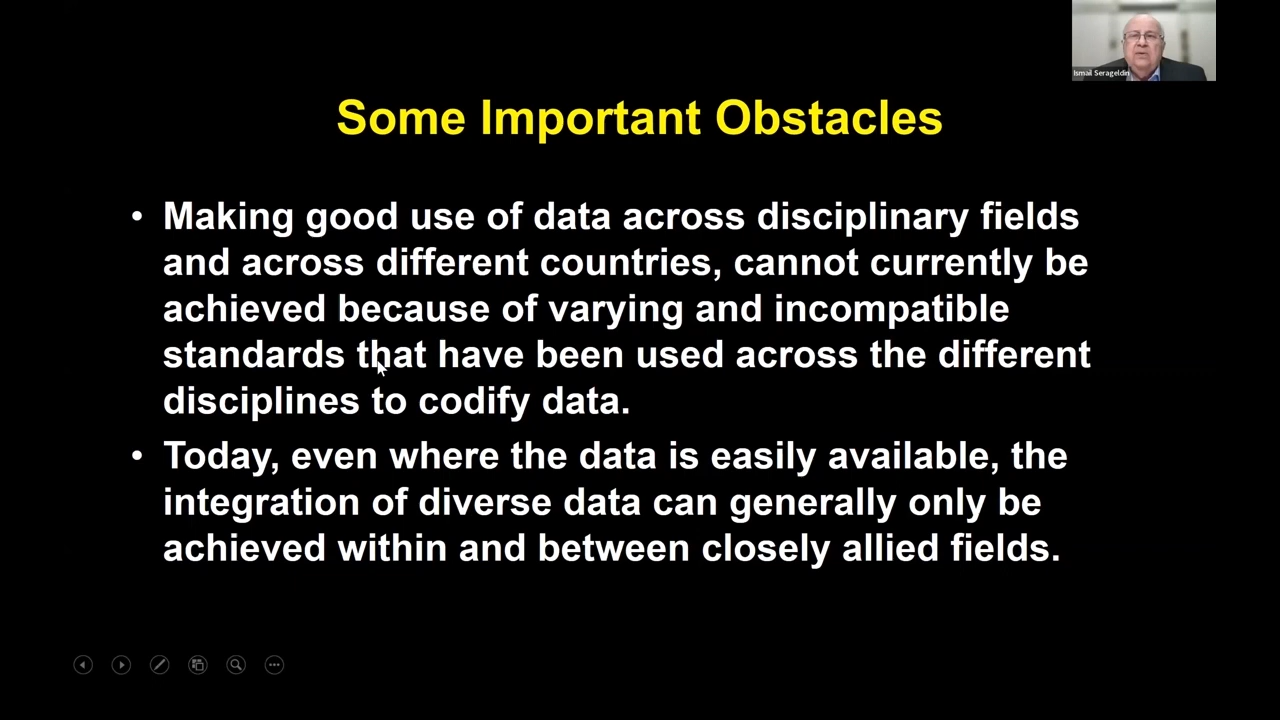 Ismail Serageldin
Some Important Obstacles
• Making good use of data across disciplinary fields
and across different countries, cannot currently be
achieved because of varying and incompatible
standards that have been used across the different
disciplines to codify data.
• Today, even where the data is easily available, the
integration of diverse data can generally only be
achieved within and between closely allied fields.